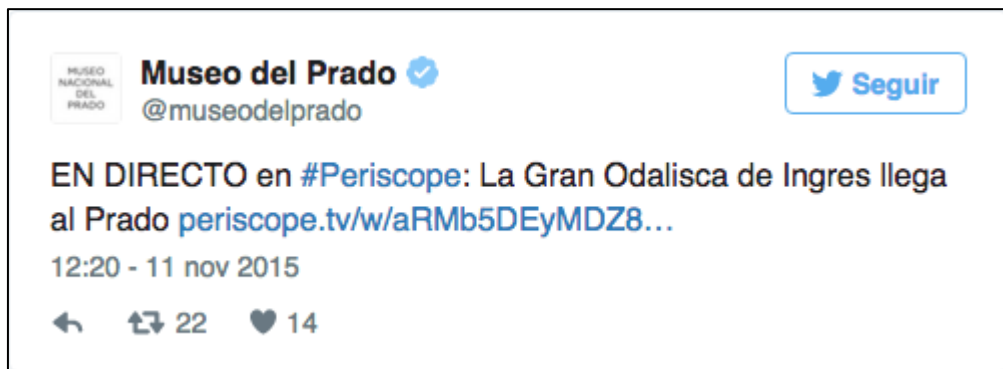 MUSEO
NACIONAL
DEL
PRADO
Museo del Prado
@museodelprado
Seguir
EN DIRECTO en #Periscope: La Gran Odalisca de Ingres llega
al Prado periscope.tv/w/aRMb5DEyMDZ8…
12:20 - 11 nov 2015
22 14